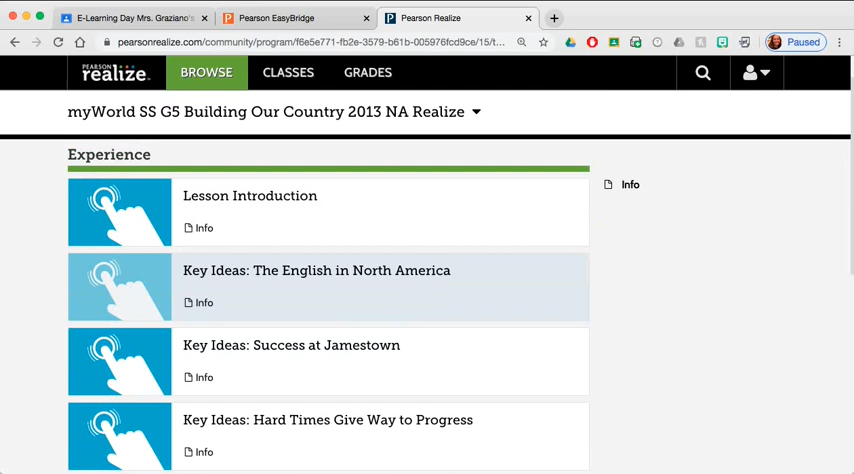 E-Learning Day Mrs. Graziano's
Pearson EasyBridge
Pearson Realize
pearsonrealize.com/community/program/f6e5e771-fb2e-3579-b61b-005976fcd9ce/15/t...
Paused
PEARSON
realize
BROWSE
CLASSES
GRADES
myWorld SS G5 Building Our Country 2013 NA Realize
Experience
Lesson Introduction
Info
Info
Key Ideas: The English in North America
Info
Key Ideas: Success at Jamestown
Info
Key Ideas: Hard Times Give Way to Progress
Info